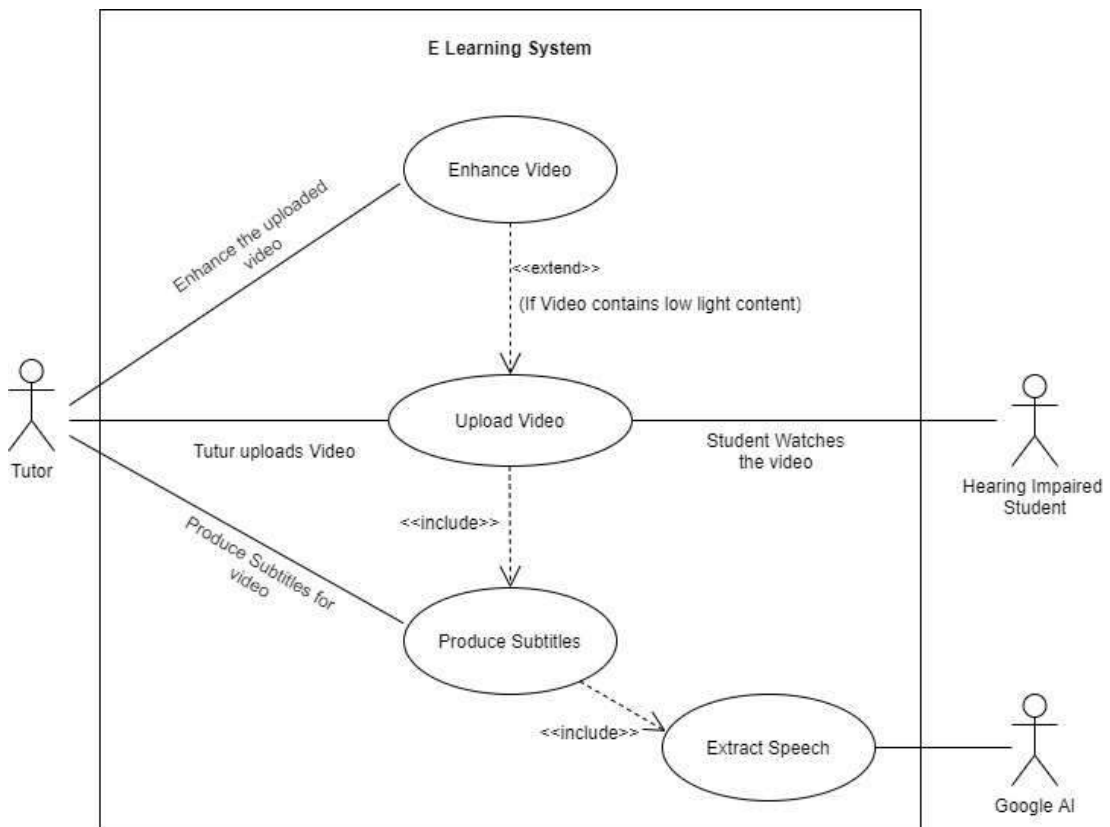 E Learning System
Enhance Video
Enhance the uploaded
video
<<extend>>
(If Video contains low light content)
Upload Video
Tutur uploads Video
Student Watches
the video
Tutor
Hearing Impaired
Student
<<include>>
Produce Subtitles for
video
Produce Subtitles
<<include>>
Extract Speech
Google AI